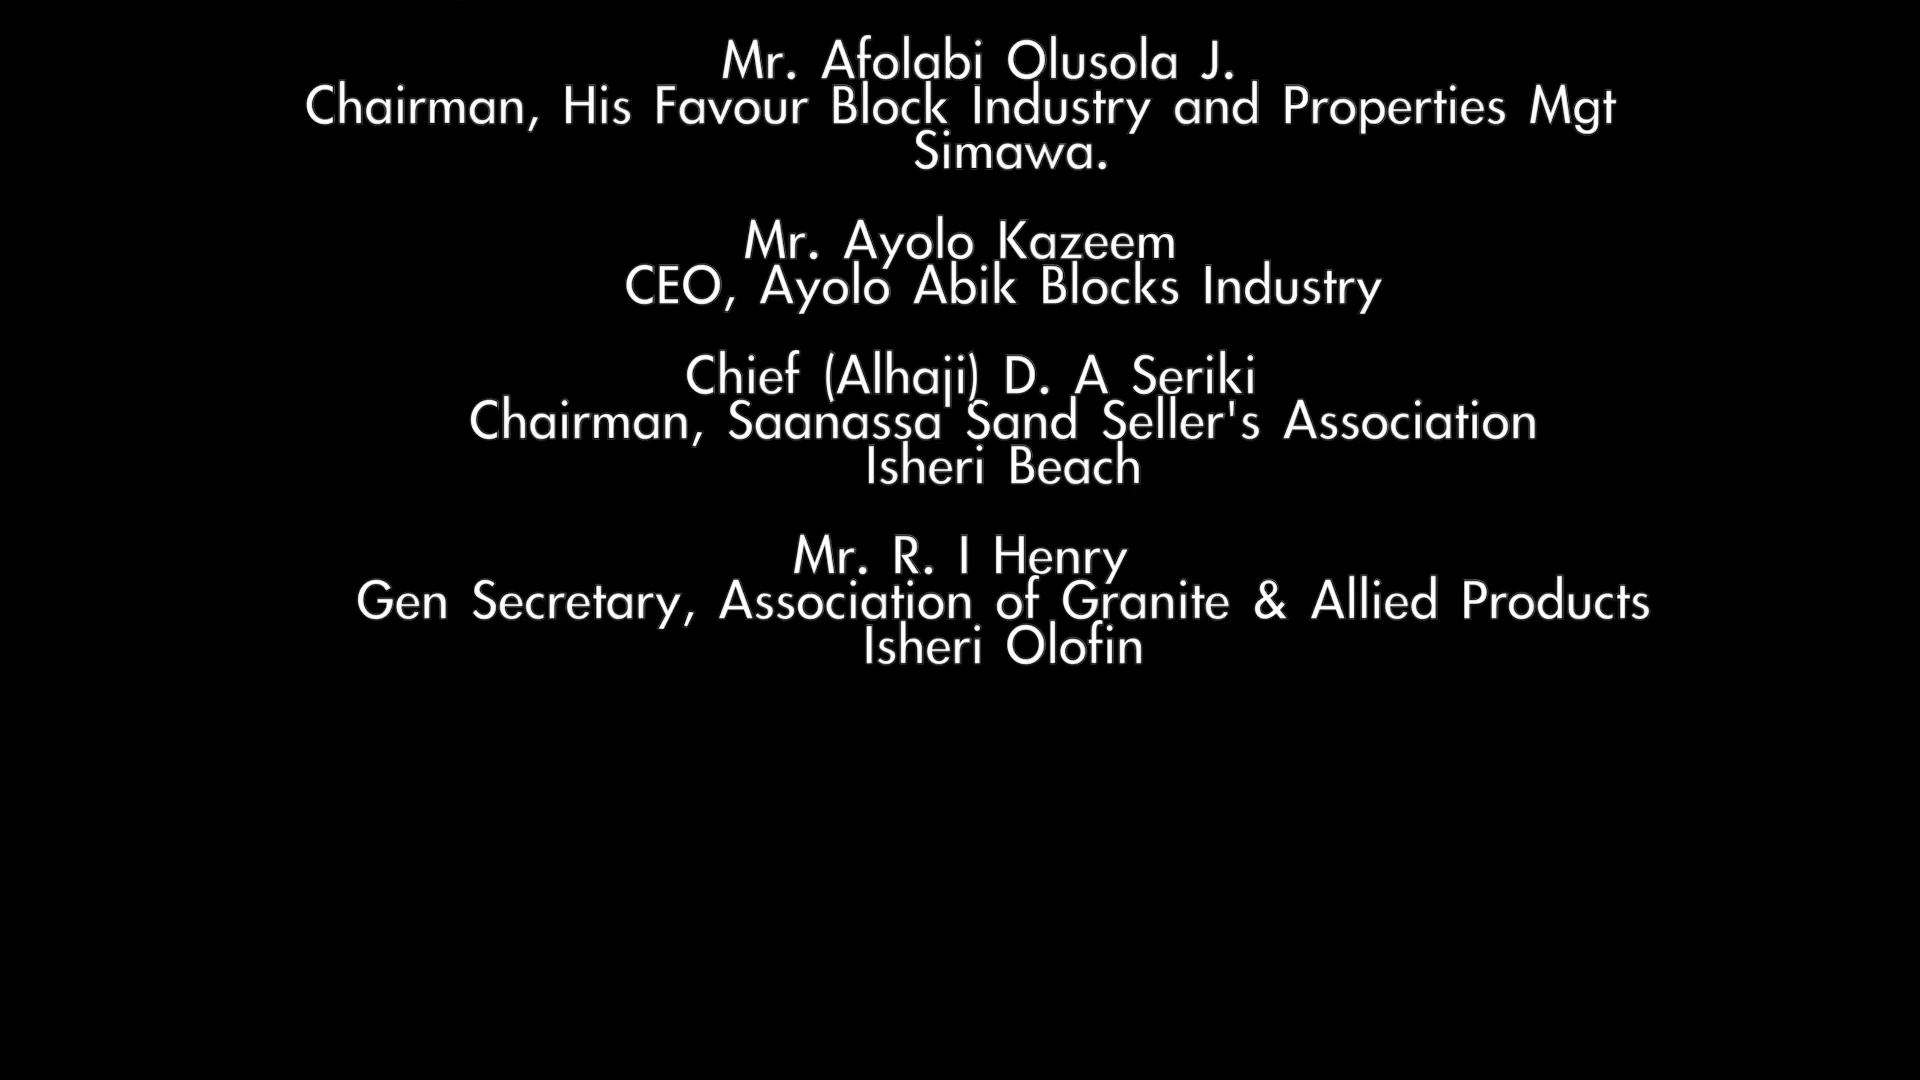 Mr. Afolabi Olusola J.
Chairman, His Favour Block Industry and Properties Mgt
Simawa.
Mr. Ayolo Kazeem
CEO, Ayolo Abik Blocks Industry
Chief (Alhaji) D. A Seriki
Chairman, Saanassa Sand Seller's Association
Isheri Beach
Mr. R. I Henry
Gen Secretary, Association of Granite & Allied Products
Isheri Olofin